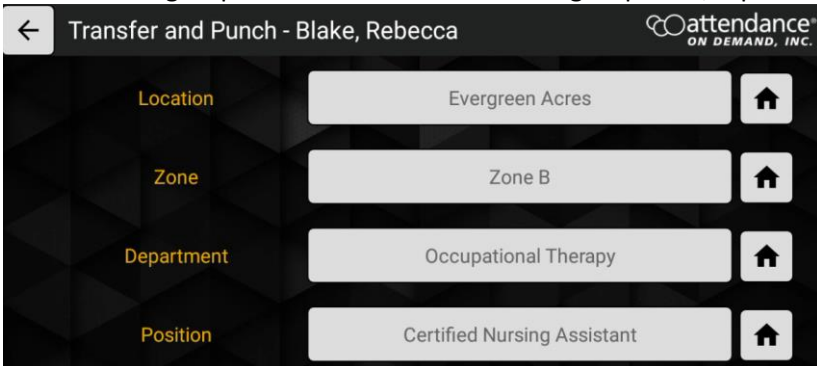 Transfer and Punch - Blake, Rebecca
attendance®
ON DEMAND, INC.
Location
Evergreen Acres
Zone
Zone B
Department
Occupational Therapy
Position
Certified Nursing Assistant